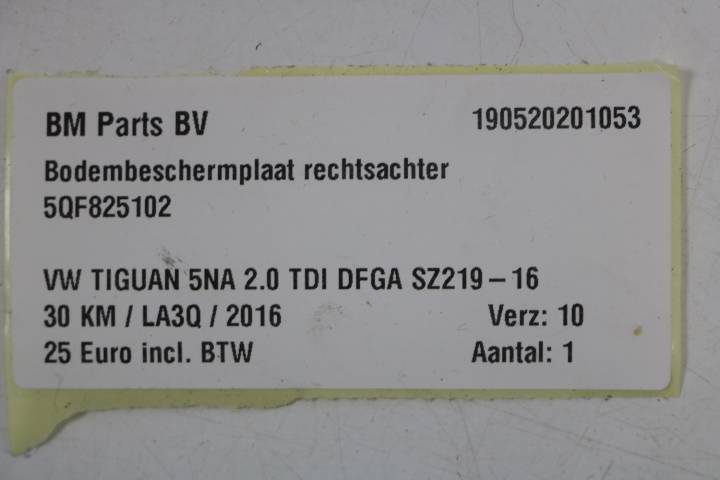 BM Parts BV 190520201053
Bodembeschermplaat rechtsachter
5QF825102
VW TIGUAN 5NA 2.0 TDI DFGA SZ219-16
30 KM / LA3Q / 2016 Verz: 10
25 Euro incl. BTW Aantal: 1